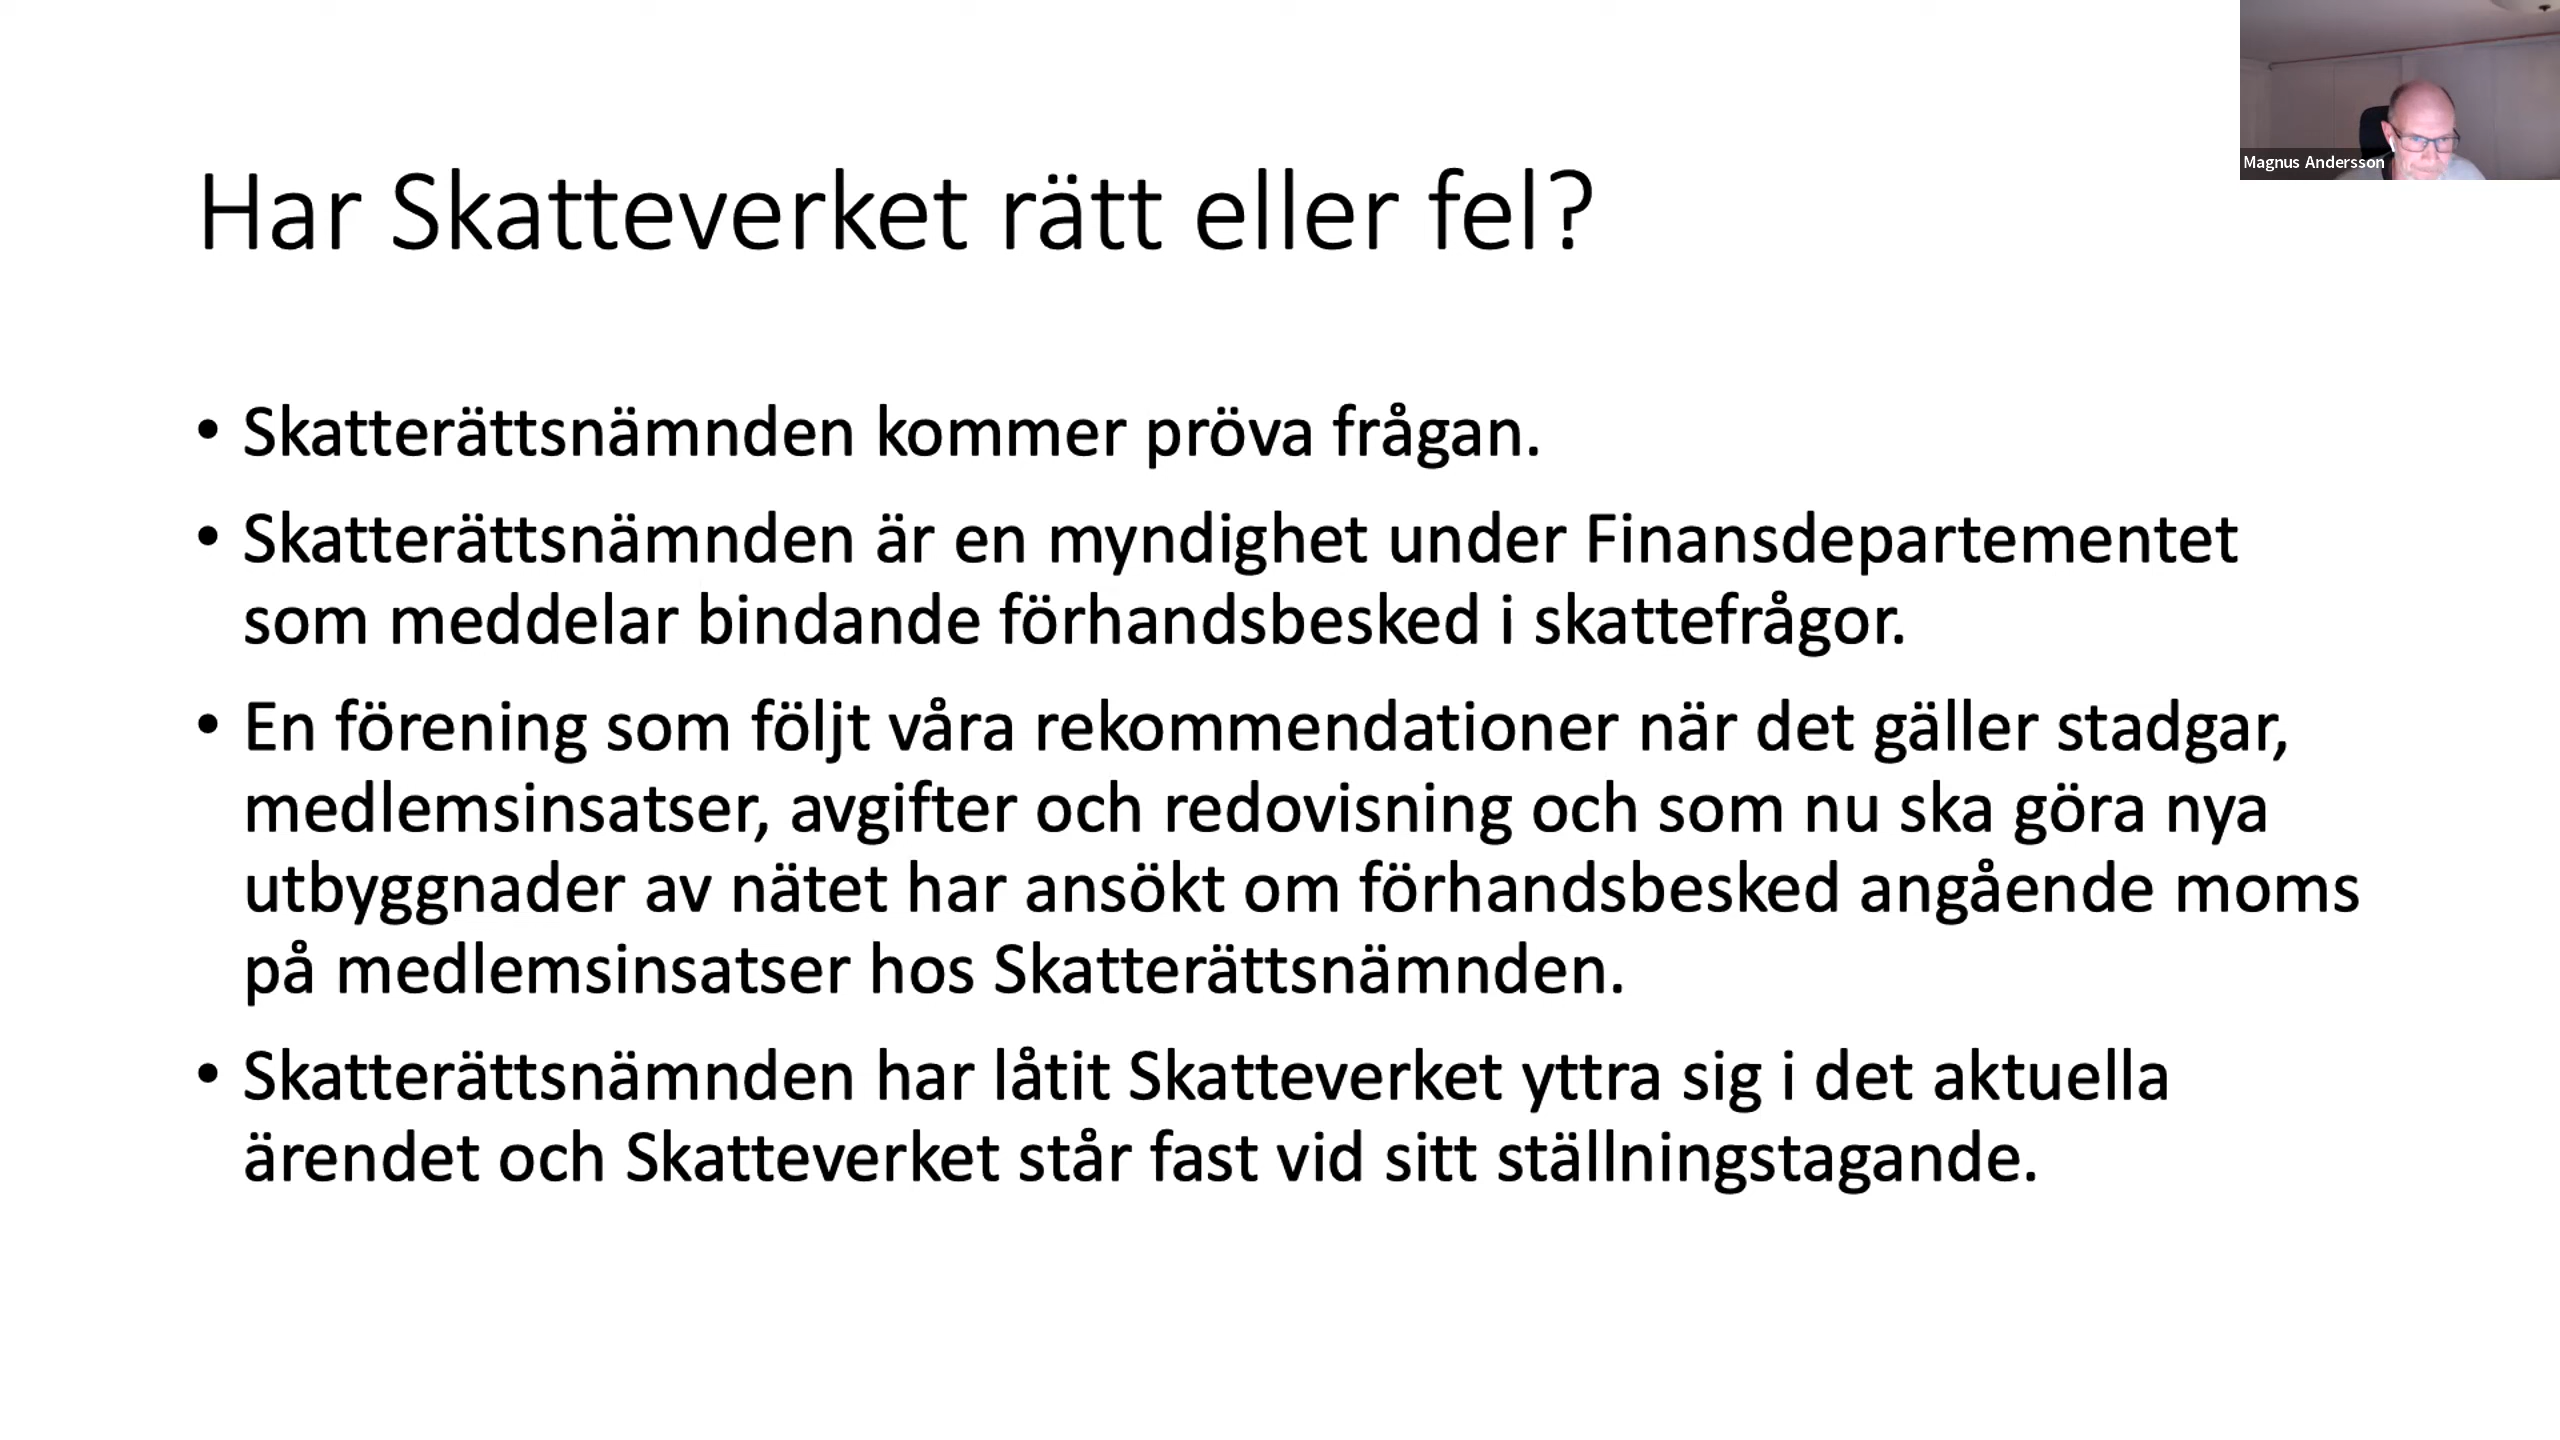 Har Skatteverket rätt eller fel?
Magnus Andersson
• Skatterättsnämnden kommer pröva frågan.
• Skatterättsnämnden är en myndighet under Finansdepartementet
som meddelar bindande förhandsbesked i skattefrågor.
• En förening som följt våra rekommendationer när det gäller stadgar,
medlemsinsatser, avgifter och redovisning och som nu ska göra nya
utbyggnader av nätet har ansökt om förhandsbesked angående moms
på medlemsinsatser hos Skatterättsnämnden.
• Skatterättsnämnden har låtit Skatteverket yttra sig i det aktuella
ärendet och Skatteverket står fast vid sitt ställningstagande.